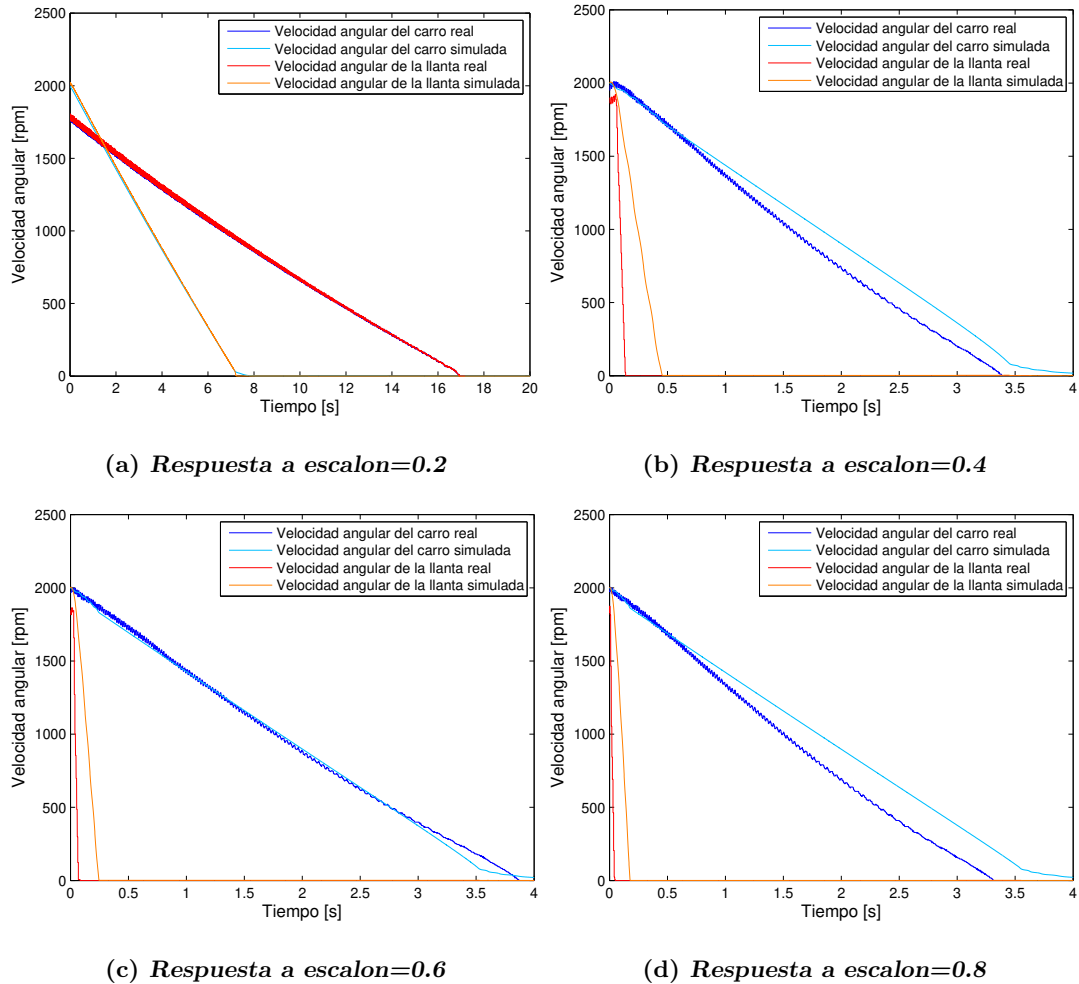 2500
2000
1500
1000
500
0
Velocidad angular [rpm]
Velocidad angular del carro real
Velocidad angular del carro simulada
Velocidad angular de la llanta real
Velocidad angular de la llanta simulada
0 2 4 6 8 10 12 14 16 18 20
Tiempo [s]
(a) Respuesta a escalon=0.2
2500
2000
1500
1000
500
0
Velocidad angular [rpm]
Velocidad angular del carro real
Velocidad angular del carro simulada
Velocidad angular de la llanta real
Velocidad angular de la llanta simulada
0 0.5 1 1.5 2 2.5 3 3.5 4
Tiempo [s]
(b) Respuesta a escalon=0.4
2500
2000
1500
1000
500
0
Velocidad angular [rpm]
Velocidad angular del carro real
Velocidad angular del carro simulada
Velocidad angular de la llanta real
Velocidad angular de la llanta simulada
0 0.5 1 1.5 2 2.5 3 3.5 4
Tiempo [s]
(c) Respuesta a escalon=0.6
2500
2000
1500
1000
500
0
Velocidad angular [rpm]
Velocidad angular del carro real
Velocidad angular del carro simulada
Velocidad angular de la llanta real
Velocidad angular de la llanta simulada
0 0.5 1 1.5 2 2.5 3 3.5 4
Tiempo [s]
(d) Respuesta a escalon=0.8